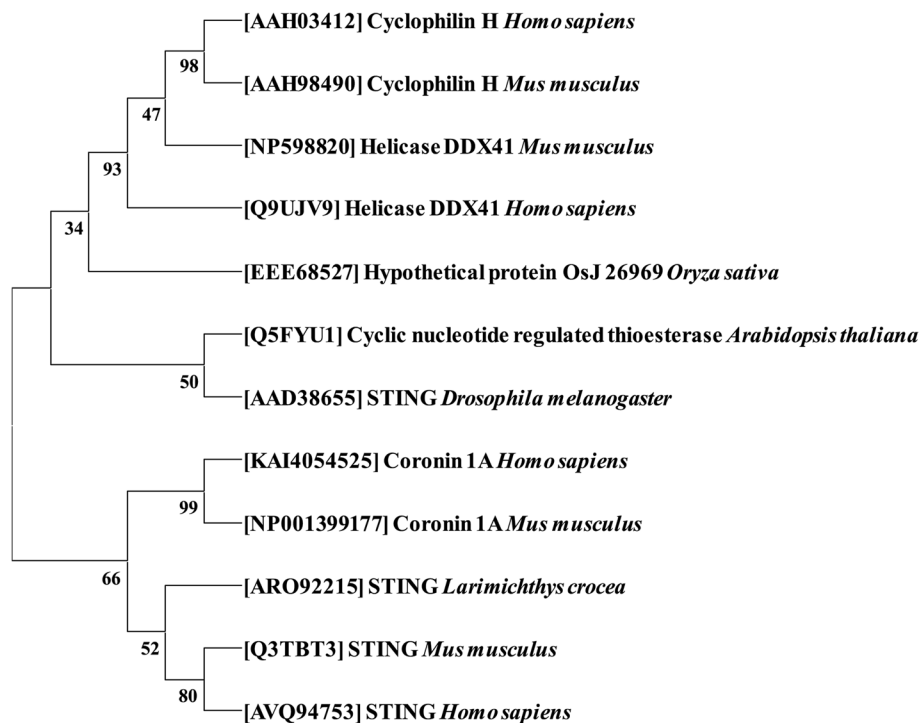 [AAH03412] Cyclophilin H Homo sapiens
98
[AAH98490] Cyclophilin H Mus musculus
47
[NP598820] Helicase DDX41 Mus musculus
93
[Q9UJV9] Helicase DDX41 Homo sapiens
34
[EEE68527] Hypothetical protein OsJ 26969 Oryza sativa
[Q5FYU1] Cyclic nucleotide regulated thioesterase Arabidopsis thaliana
50
[AAD38655] STING Drosophila melanogaster
[KAI4054525] Coronin 1A Homo sapiens
99
[NP001399177] Coronin 1A Mus musculus
66
[ARO92215] STING Larimichthys crocea
52
[Q3TBT3] STING Mus musculus
80
[AVQ94753] STING Homo sapiens